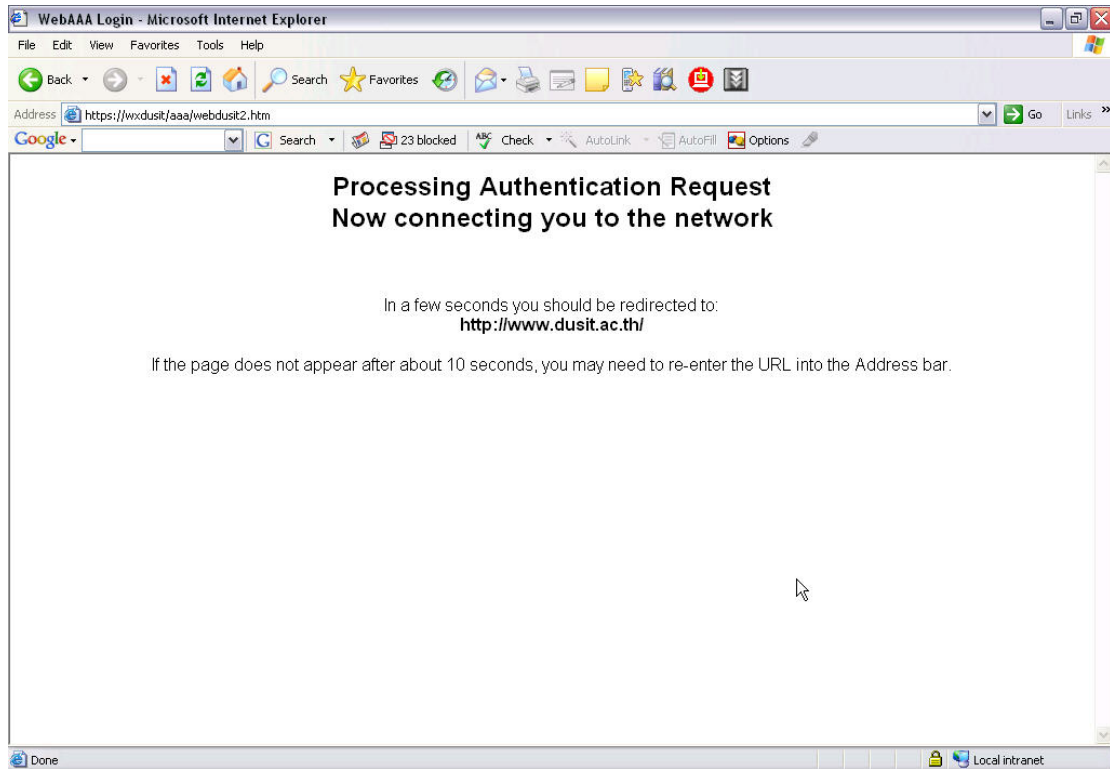 WebAAA Login - Microsoft Internet Explorer
File Edit View Favorites Tools Help
Back Search Favorites
Address https://wxdusit/aaa/webdusit2.htm Go Links »
Google Search 23 blocked ABC Check AutoLink AutoFill Options
Processing Authentication Request
Now connecting you to the network
In a few seconds you should be redirected to:
http://www.dusit.ac.th/
If the page does not appear after about 10 seconds, you may need to re-enter the URL into the Address bar.
Done Local intranet